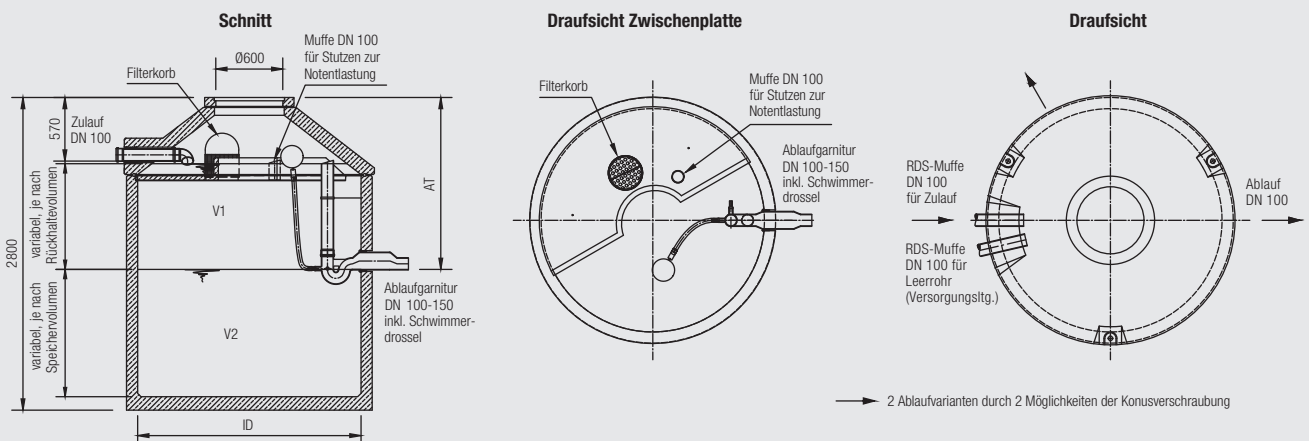 Schnitt
Draufsicht Zwischenplatte
Draufsicht
Muffe DN 100
für Stutzen zur
Notentlastung
Ø600
Filterkorb
570
Zulauf
DN 100
AT
V1
variabel, je nach
Rückhaltevolumen
2800
variabel, je nach
Speichervolumen
V2
Ablaufgarnitur
DN 100-150
inkl. Schwimmer-
drossel
ID
Filterkorb
Muffe DN 100
für Stutzen zur
Notentlastung
Ablaufgarnitur
DN 100-150
inkl. Schwimmer-
drossel
RDS-Muffe
DN 100
für Zulauf
RDS-Muffe
DN 100 für
Leerrohr
(Versorgungsltg.)
Ablauf
DN 100
2 Ablaufvarianten durch 2 Möglichkeiten der Konusverschraubung